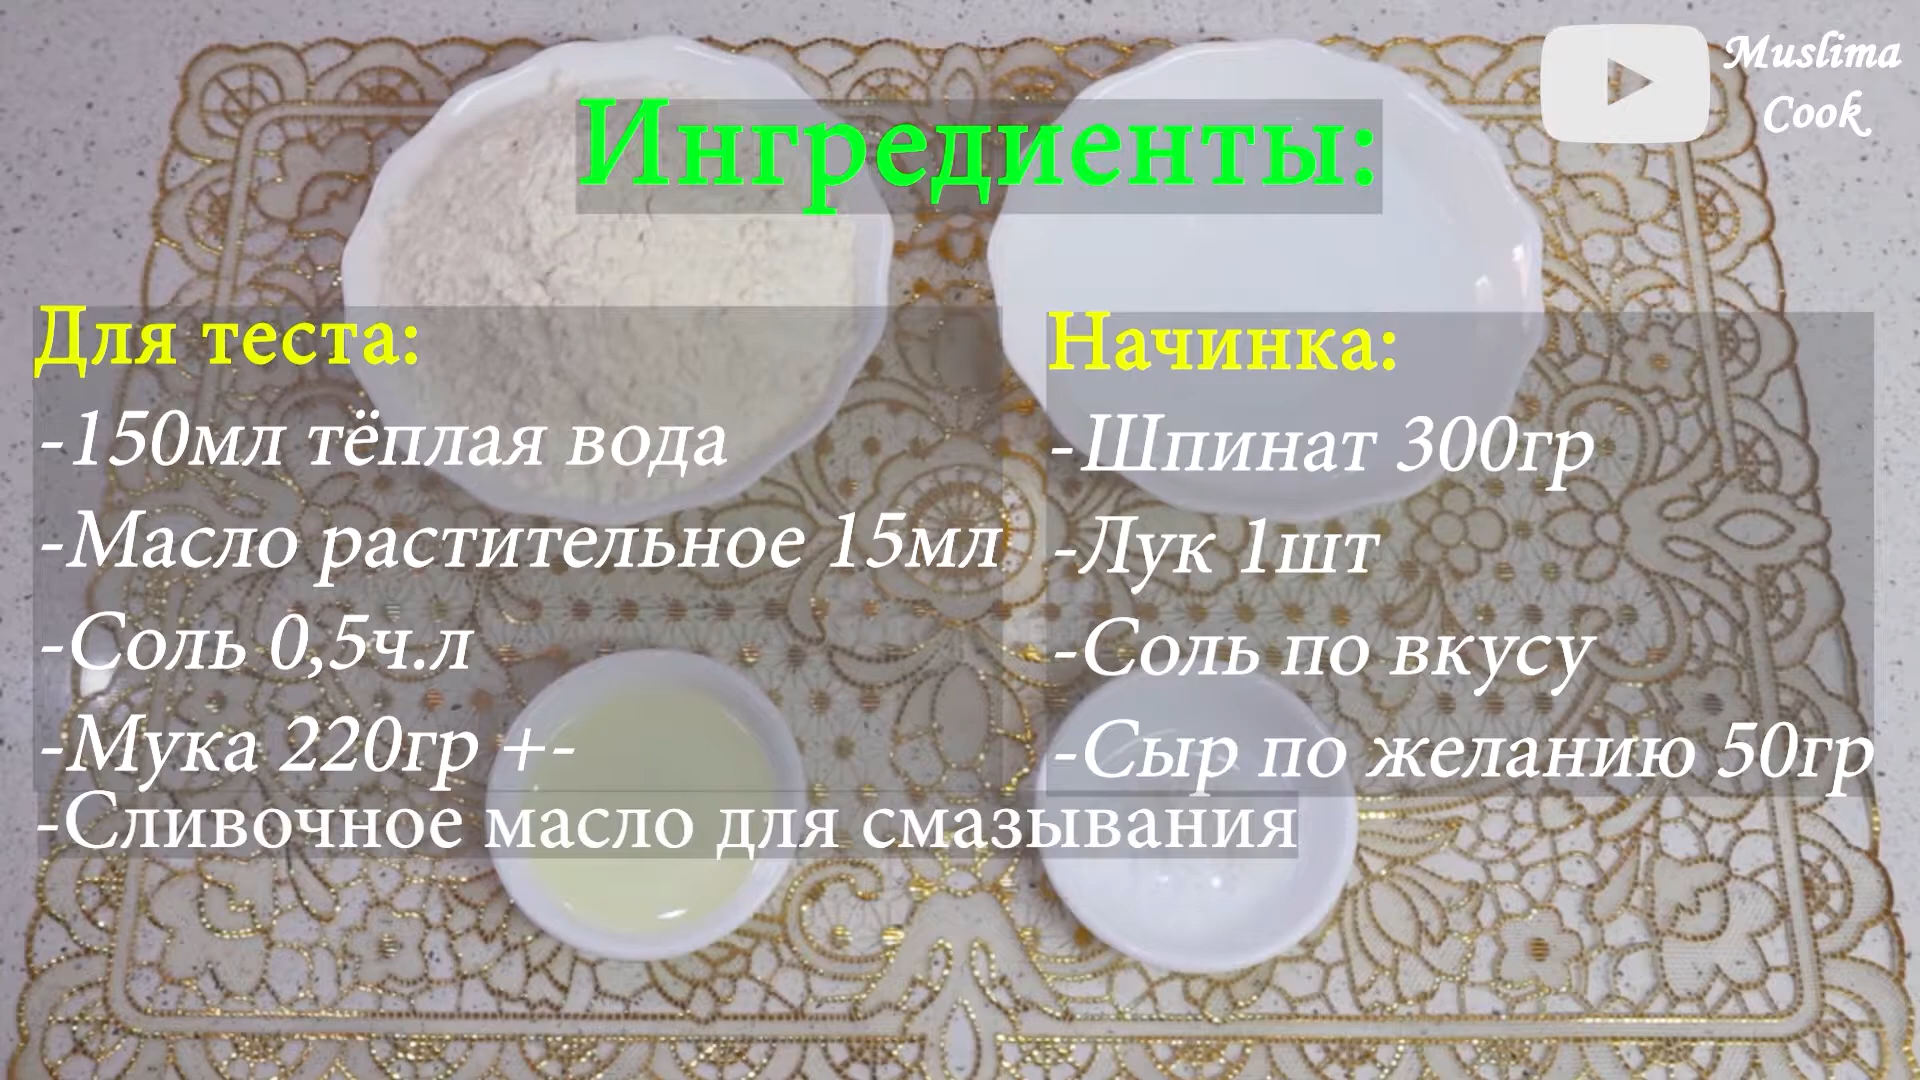 Muslima
Cook
Ингредиенты:
Для теста:
-150мл тёплая вода
-Масло растительное 15мл
-Соль 0,5ч.л
-Мука 220гр +-
-Сливочное масло для смазывания
Начинка:
-Шпинат 300гр
-Лук 1шт
-Соль по вкусу
-Сыр по желанию 50гр